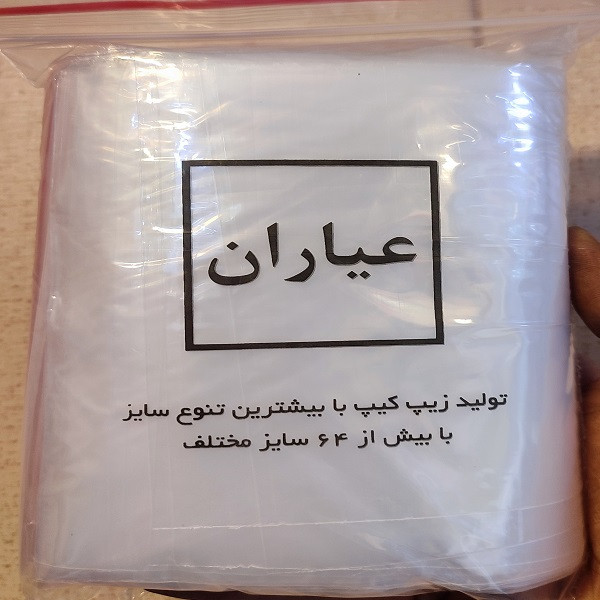 عیاران
تولید زیپ کیپ با بیشترین تنوع سایز
با بیش از ۶۴ سایز مختلف